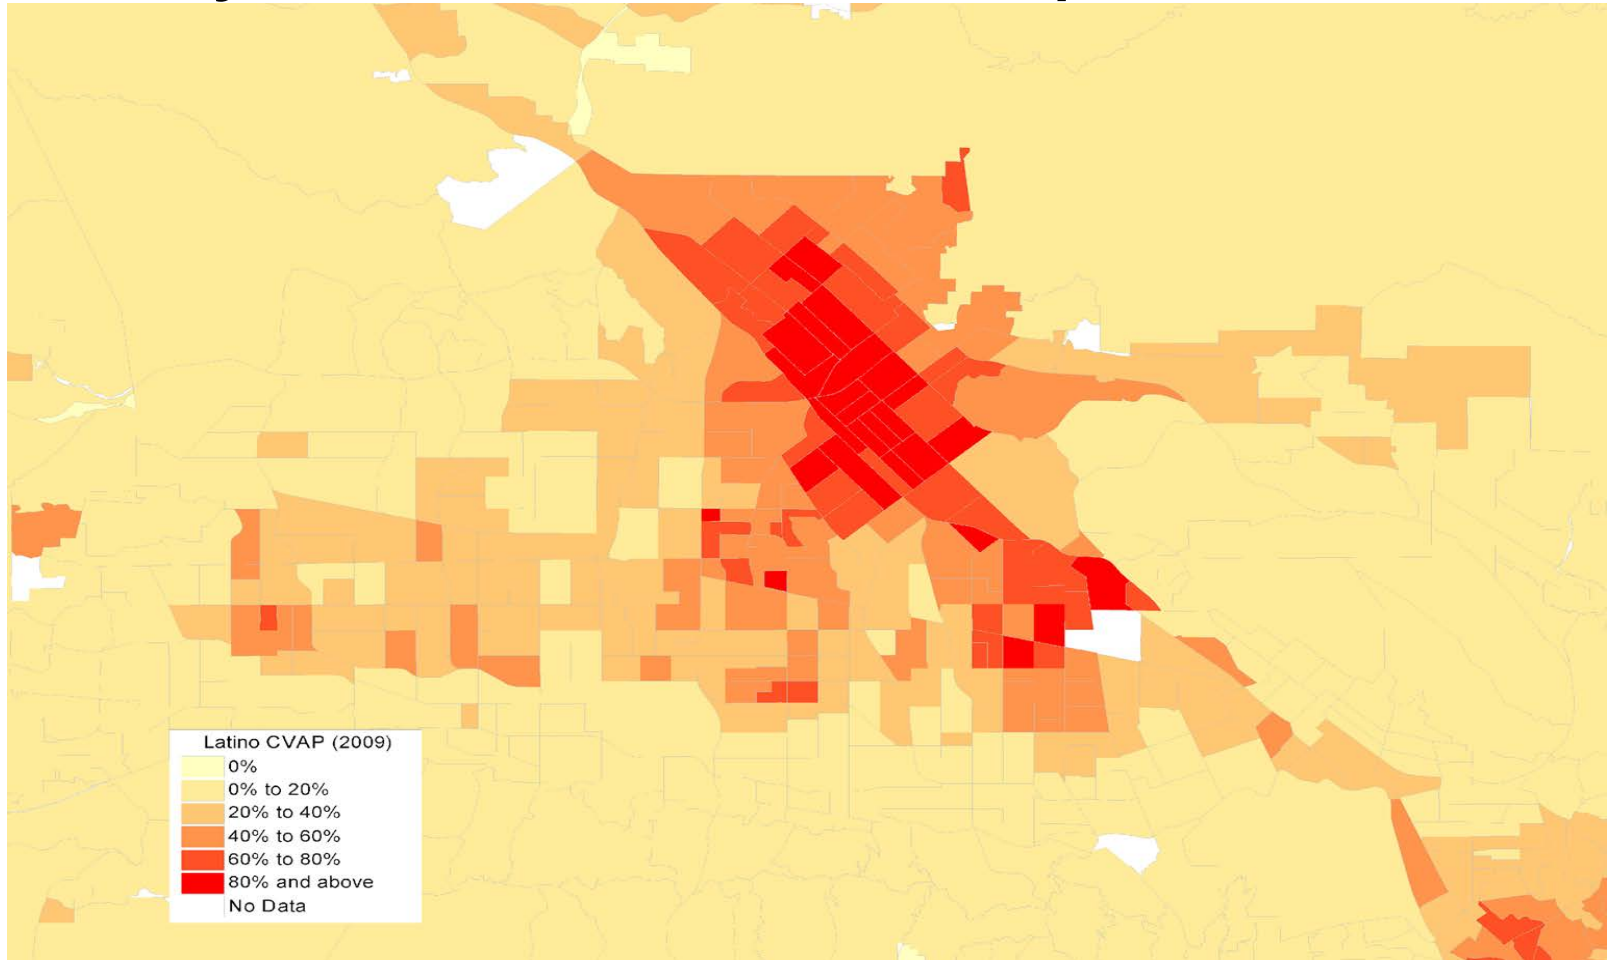 Latino CVAP (2009)
0%
0% to 20%
20% to 40%
40% to 60%
60% to 80%
80% and above
No Data